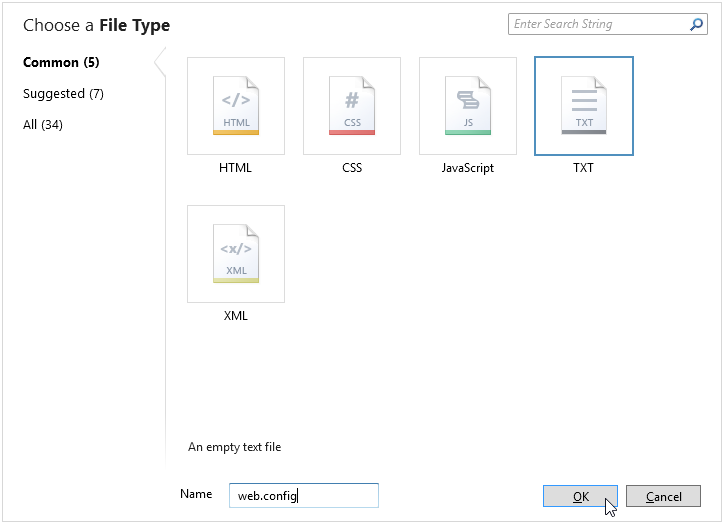 Choose a File Type
Enter Search String
Common (5)
Suggested (7)
All (34)
</> # JS TXT
HTML CSS
HTML CSS JavaScript TXT
<x/>
XML
XML
An empty text file
Name web.config OK Cancel